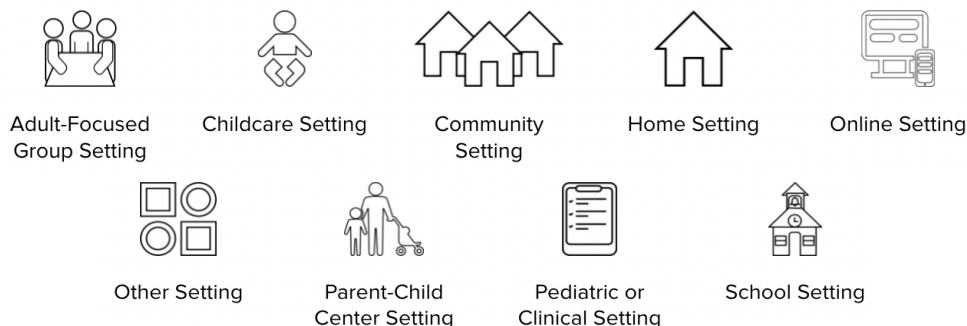 Adult-Focused
Group Setting
Childcare Setting
Community
Setting
Home Setting
Online Setting
Other Setting
Parent-Child
Center Setting
Pediatric or
Clinical Setting
School Setting